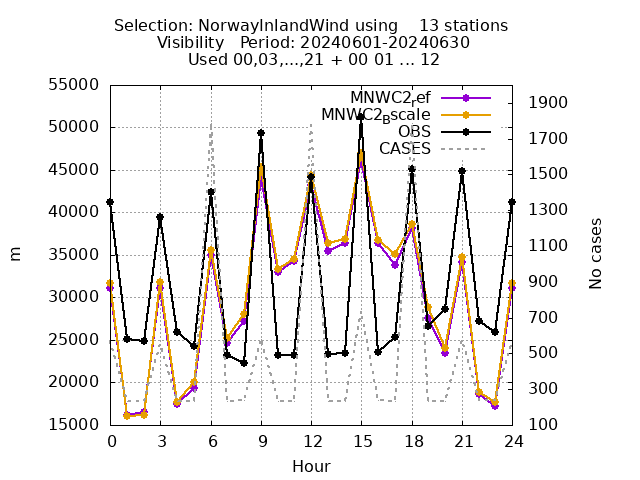 Selection: NorwayInlandWind using    13 stations
Visibility   Period: 20240601-20240630
Used 00,03,...,21 + 00 01 ... 12
MNWC2_ref
MNWC2_Bscale
OBS
CASES
55000
50000
45000
40000
35000
30000
25000
20000
15000
1900
1700
1500
1300
1100
900
700
500
300
100
m
No cases
0 3 6 9 12 15 18 21 24
Hour